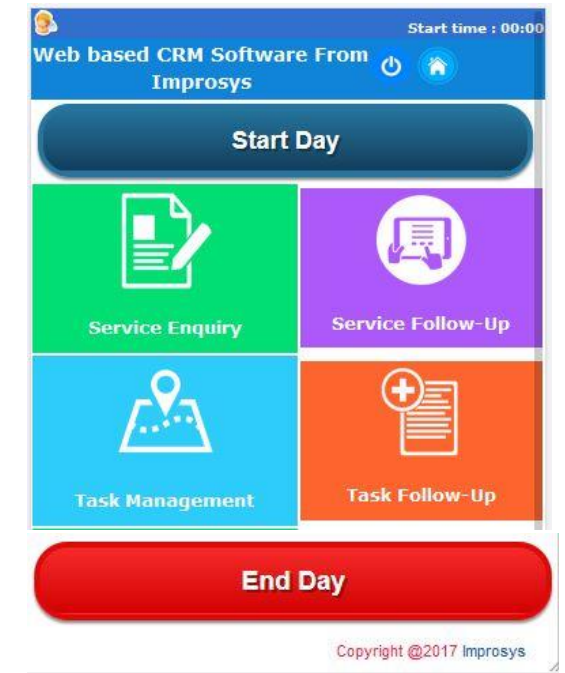 Start time : 00:00
Web based CRM Software From
Improsys
Start Day
Service Enquiry
Service Follow-Up
Task Management
Task Follow-Up
End Day
Copyright @2017 Improsys